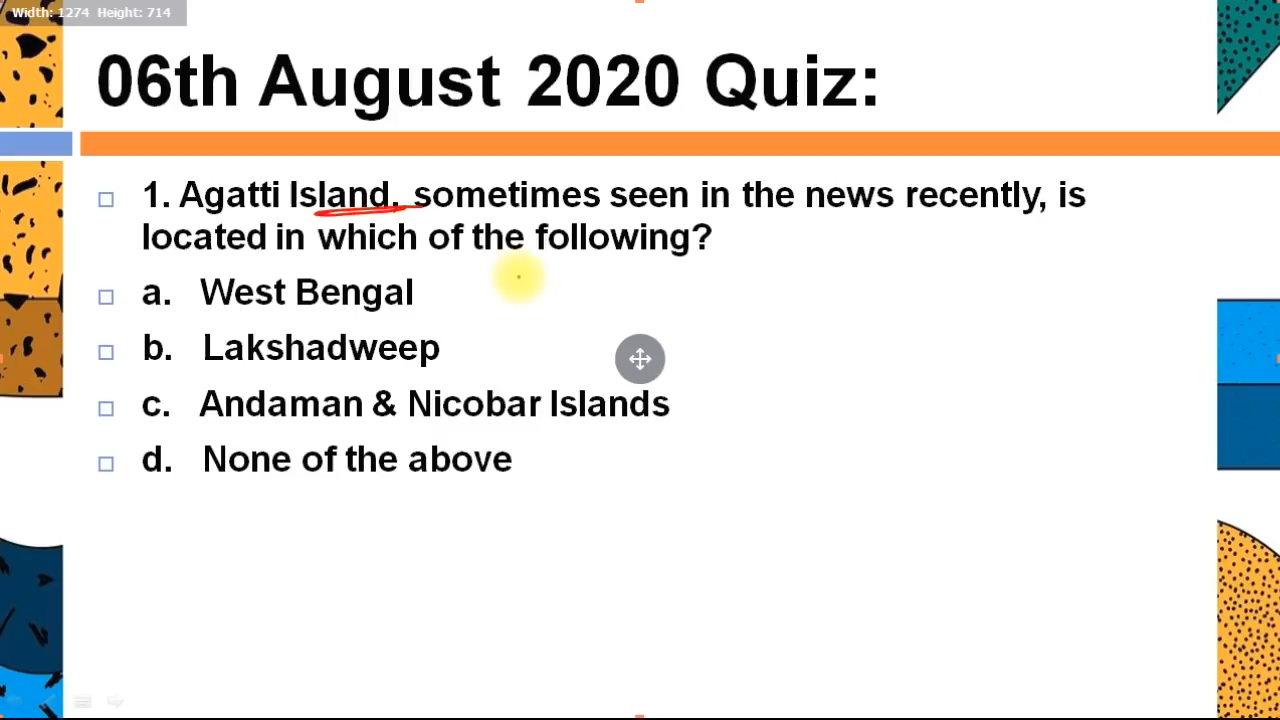 Width: 1274 Height: 714
06th August 2020 Quiz:
1. Agatti Island, sometimes seen in the news recently, is
located in which of the following?
a. West Bengal
b. Lakshadweep
c. Andaman & Nicobar Islands
d. None of the above